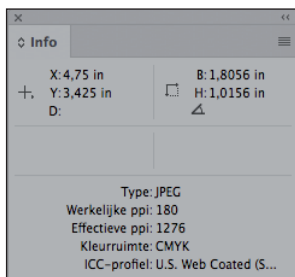 Info
X: 4,75 in
Y: 3,425 in
D:
B: 1,8056 in
H: 1,0156 in
Type: JPEG
Werkelijke ppi: 180
Effectieve ppi: 1276
Kleurruimte: CMYK
ICC-profiel: U.S. Web Coated (S...